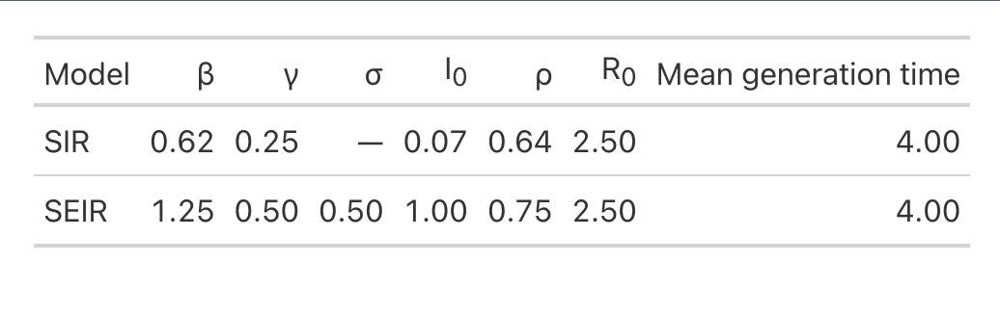 Model β γ σ I₀ ρ R₀ Mean generation time
SIR 0.62 0.25 — 0.07 0.64 2.50 4.00
SEIR 1.25 0.50 0.50 1.00 0.75 2.50 4.00